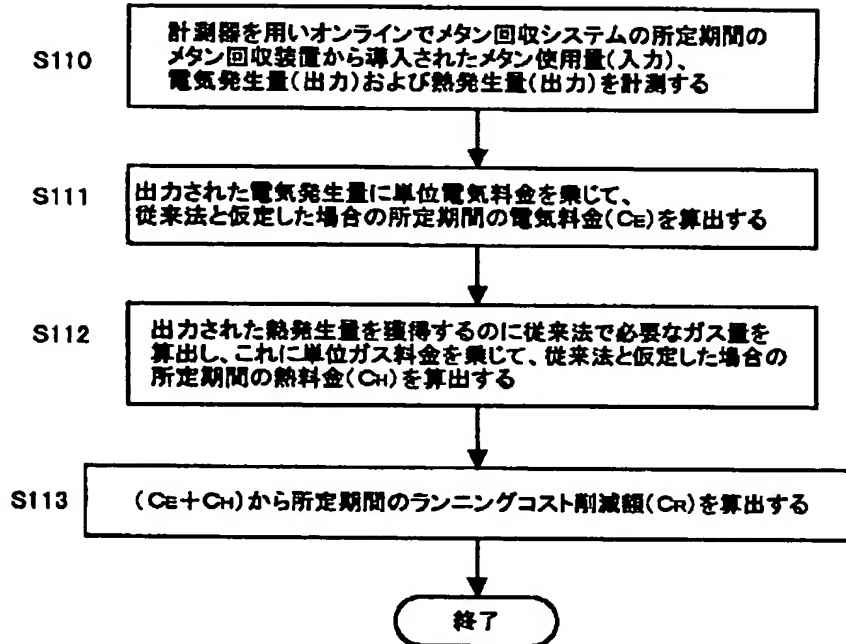 S110
計測器を用いオンラインでメタン回収システムの所定期間の
メタン回収装置から導入されたメタン使用量(入力)、
電気発生量(出力)および熱発生量(出力)を計測する
S111
出力された電気発生量に単位電気料金を乗じて、
従来法と仮定した場合の所定期間の電気料金(CE)を算出する
S112
出力された熱発生量を獲得するのに従来法で必要なガス量を
算出し、これに単位ガス料金を乗じて、従来法と仮定した場合の
所定期間の熱料金(CH)を算出する
S113
(CE+CH)から所定期間のランニングコスト削減額(CR)を算出する
終了